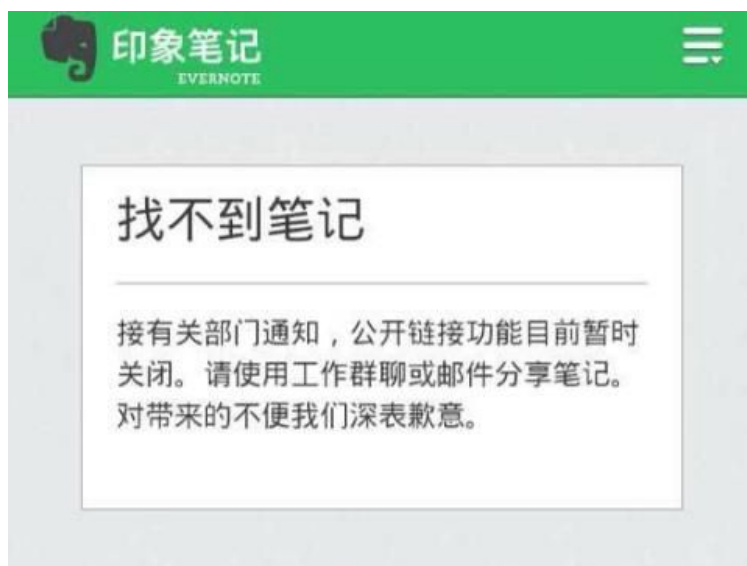 印象笔记
EVERNOTE
找不到笔记
接有关部门通知，公开链接功能目前暂时
关闭。请使用工作群聊或邮件分享笔记。
对带来的不便我们深表歉意。